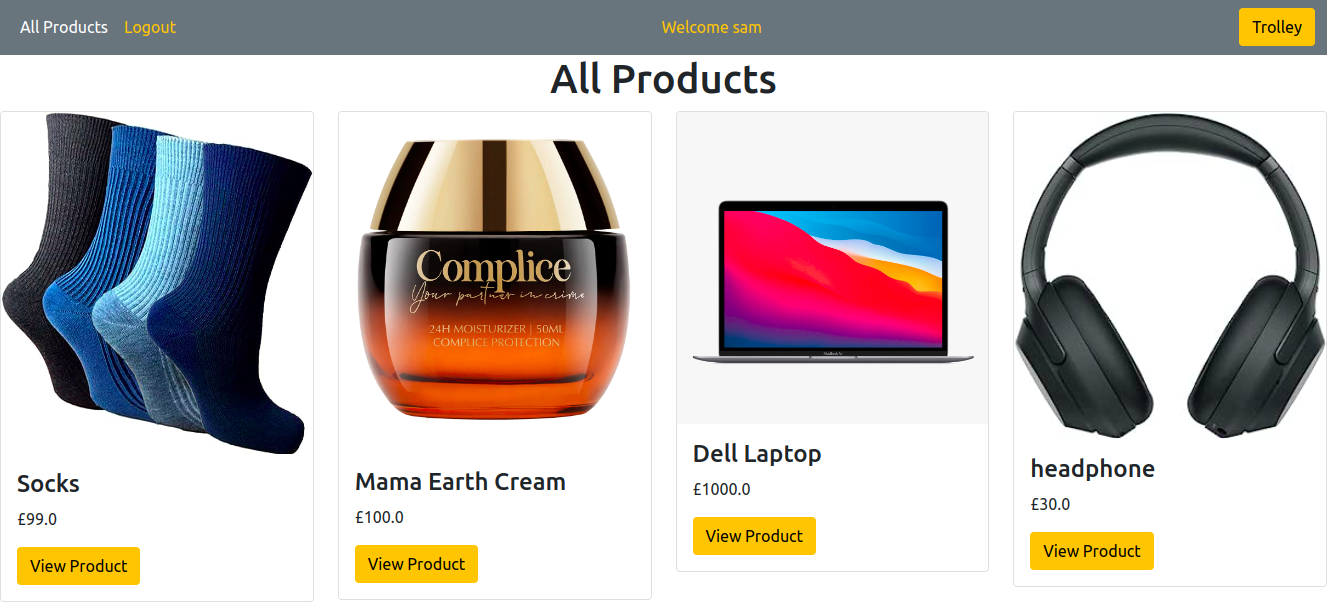 All Products Logout Welcome sam Trolley
All Products
Complice
Your partner in crime
24H MOISTURIZER | 50ML
COMPLICE PROTECTION
MacBook Air
Socks
£99.0
View Product
Mama Earth Cream
£100.0
View Product
Dell Laptop
£1000.0
View Product
headphone
£30.0
View Product